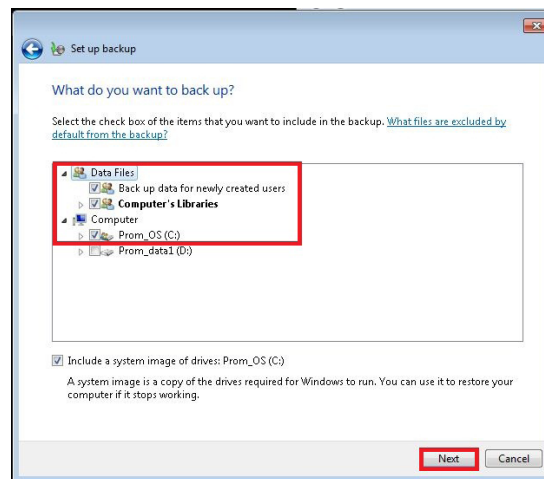 Set up backup
What do you want to back up?
Select the check box of the items that you want to include in the backup. What files are excluded by
default from the backup?
Data Files
Back up data for newly created users
Computer's Libraries
Computer
Prom_OS (C:)
Prom_data1 (D:)
Include a system image of drives: Prom_OS (C:)
A system image is a copy of the drives required for Windows to run. You can use it to restore your
computer if it stops working.
Next Cancel